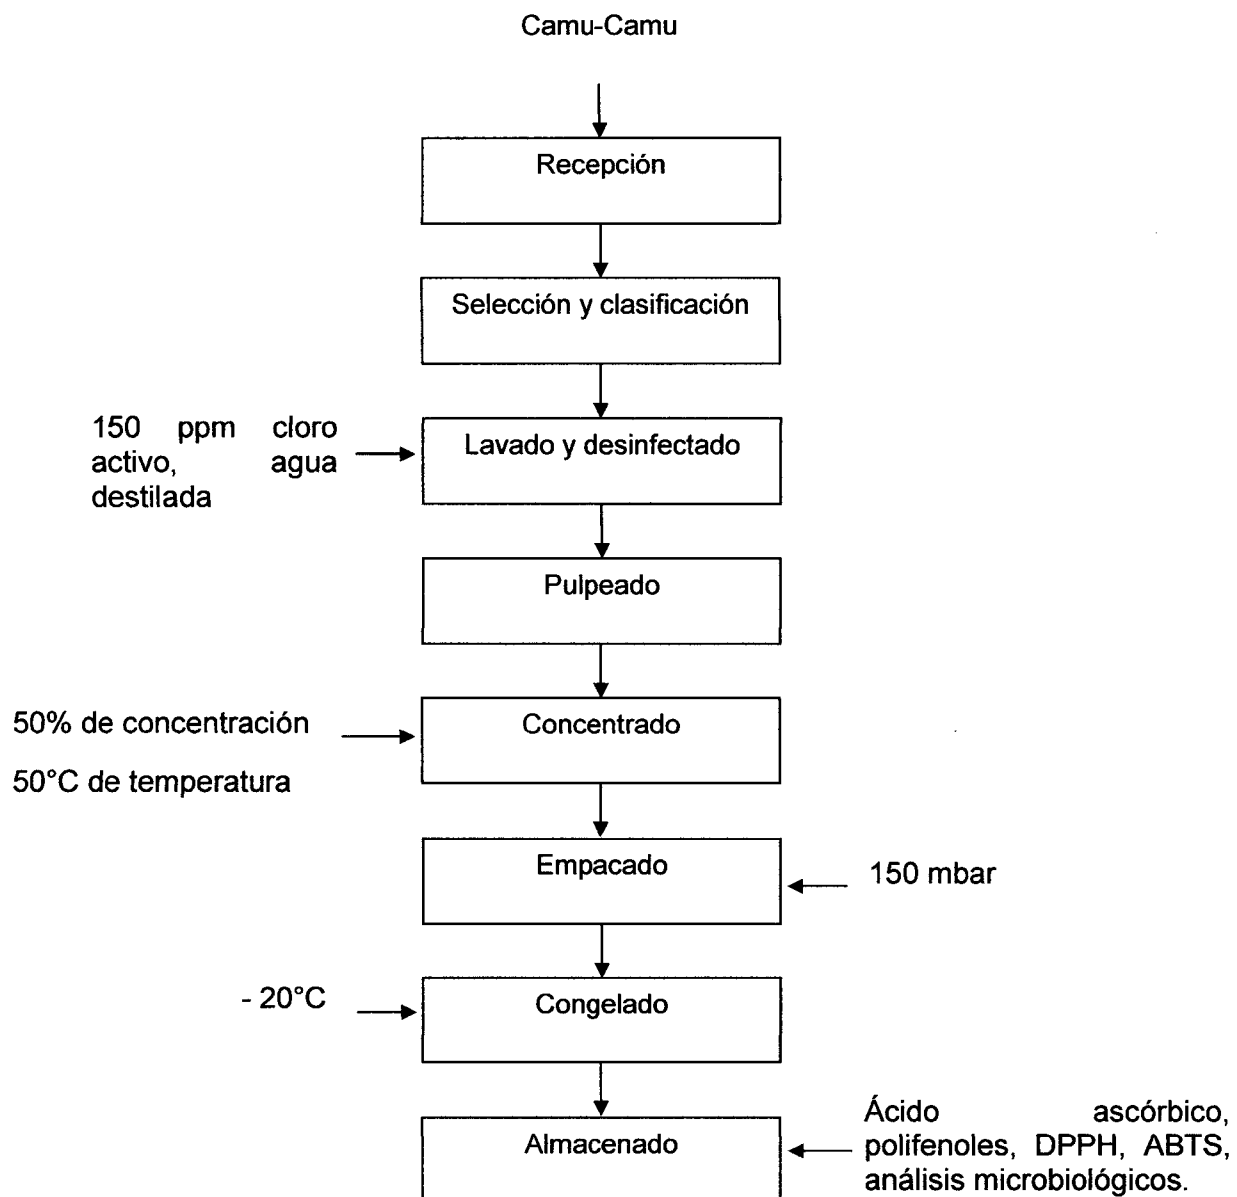 Camu-Camu
Recepción
Selección y clasificación
150 ppm cloro
activo, agua
destilada
Lavado y desinfectado
Pulpeado
50% de concentración
50°C de temperatura
Concentrado
Empacado
150 mbar
- 20°C
Congelado
Almacenado
Ácido ascórbico,
polifenoles, DPPH, ABTS,
análisis microbiológicos.